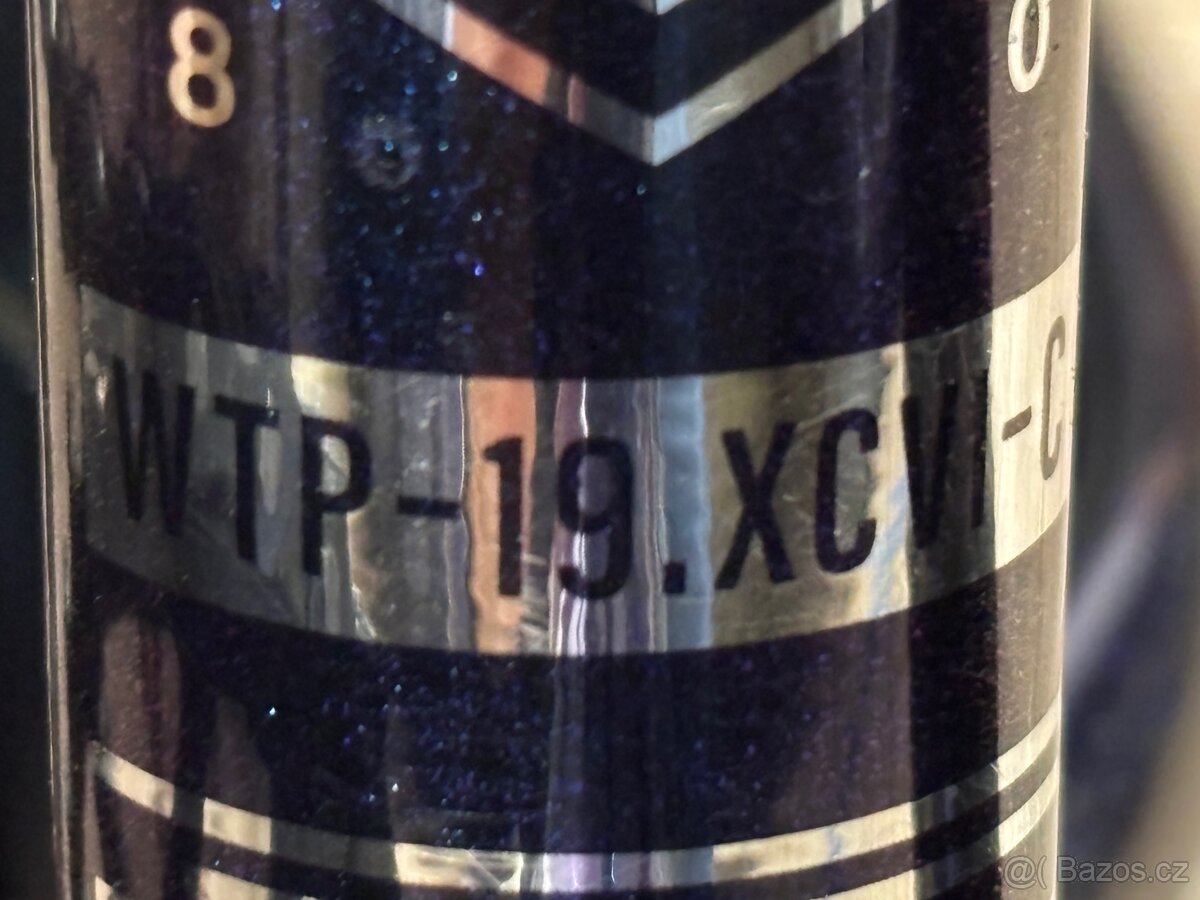 8
WTP-19.XCVI-C
@( Bazos.cz